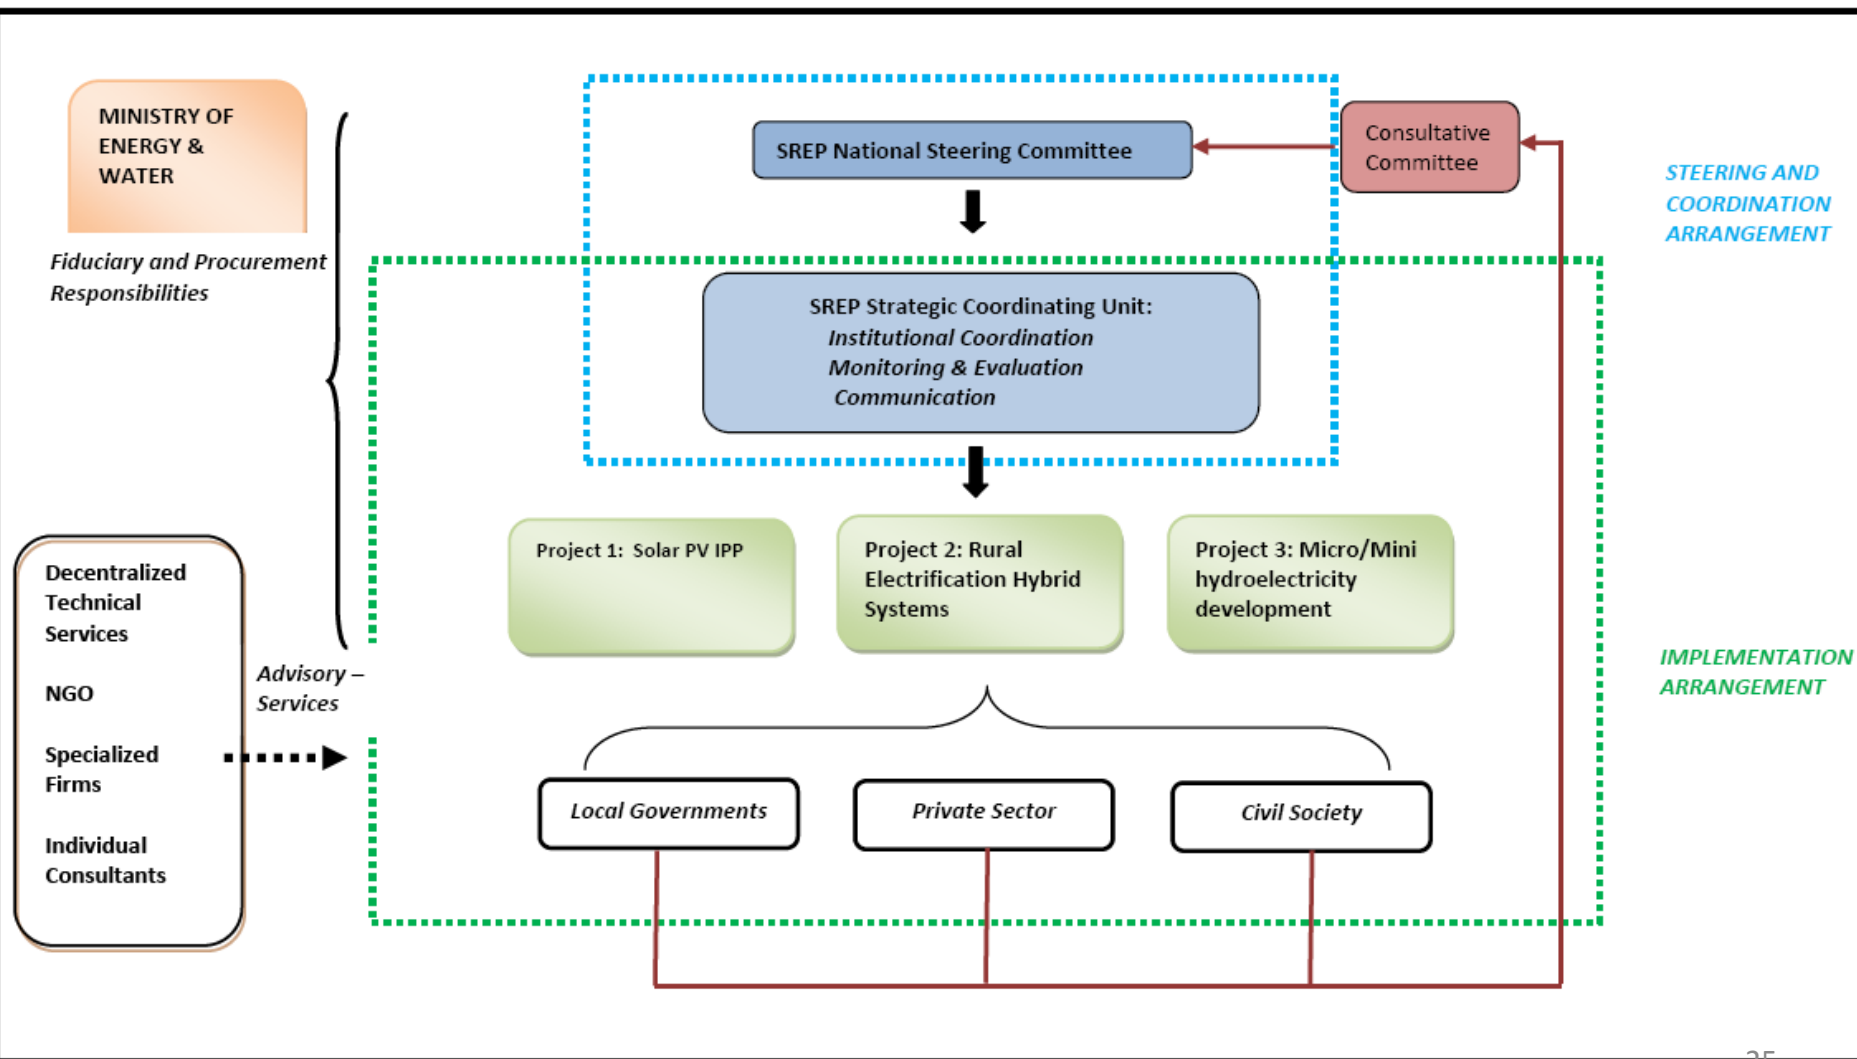 MINISTRY OF
ENERGY &
WATER
Fiduciary and Procurement
Responsibilities
SREP National Steering Committee
Consultative
Committee
STEERING AND
COORDINATION
ARRANGEMENT
SREP Strategic Coordinating Unit:
Institutional Coordination
Monitoring & Evaluation
Communication
Project 1: Solar PV IPP
Project 2: Rural
Electrification Hybrid
Systems
Project 3: Micro/Mini
hydroelectricity
development
Decentralized
Technical
Services
NGO
Specialized
Firms
Individual
Consultants
Advisory –
Services
IMPLEMENTATION
ARRANGEMENT
Local Governments
Private Sector
Civil Society